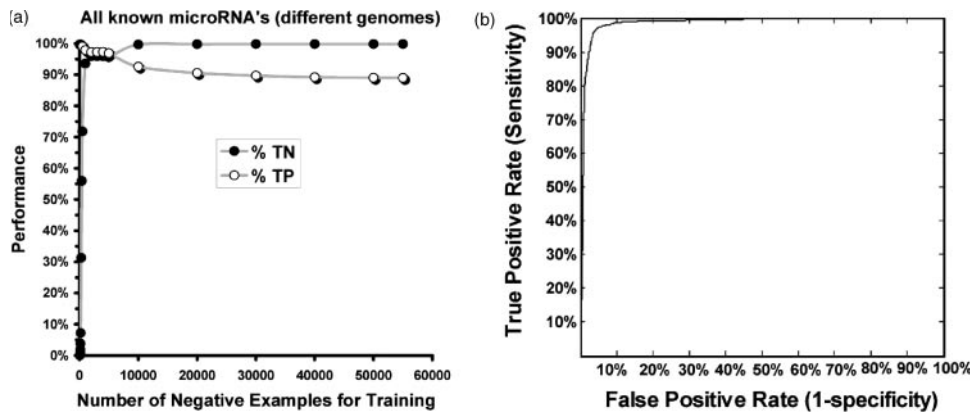 (a)
All known microRNA's (different genomes)
100%
90%
80%
70%
60%
50%
40%
30%
20%
10%
0%
Performance
% TN
% TP
0
10000
20000
30000
40000
50000
60000
Number of Negative Examples for Training
(b)
100%
90%
80%
70%
60%
50%
40%
30%
20%
10%
True Positive Rate (Sensitivity)
10% 20% 30% 40% 50% 60% 70% 80% 90% 100%
False Positive Rate (1-specificity)